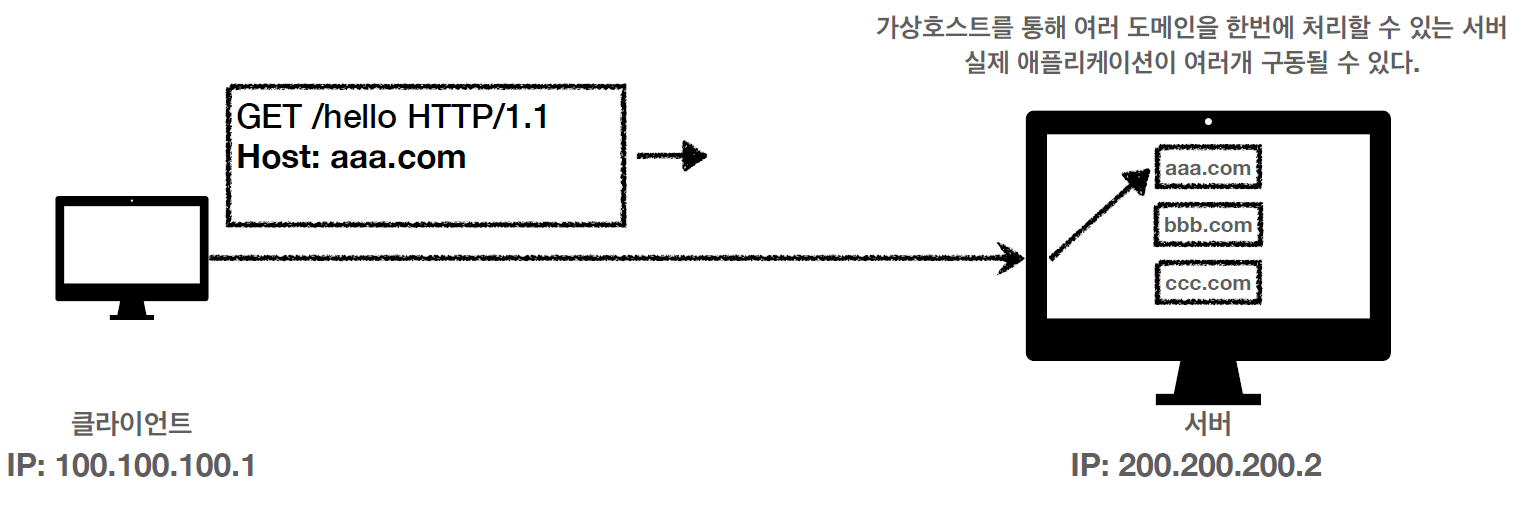 가상호스트를 통해 여러 도메인을 한번에 처리할 수 있는 서버
실제 애플리케이션이 여러개 구동될 수 있다.
GET /hello HTTP/1.1
Host: aaa.com
aaa.com
bbb.com
ccc.com
클라이언트
IP: 100.100.100.1
서버
IP: 200.200.200.2